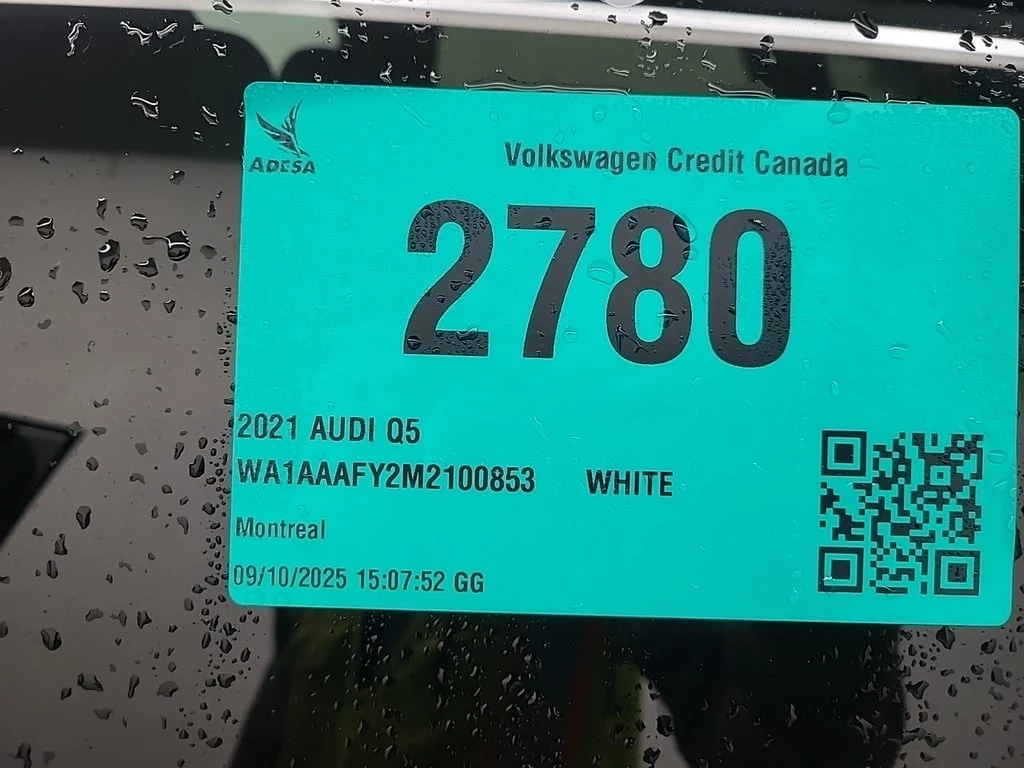 ADESA
Volkswagen Credit Canada
2780
2021 AUDI Q5
WA1AAAFY2M2100853 WHITE
Montreal
09/10/2025 15:07:52 GG